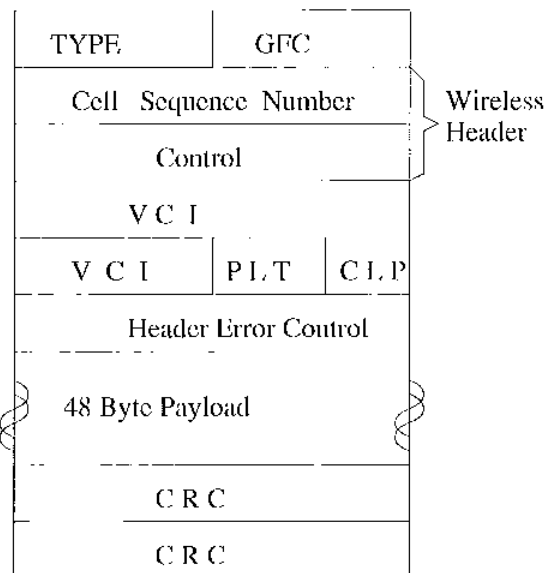 TYPE GFC
Cell Sequence Number
Wireless
Header
Control
V C I
V C I P L T C L P
Header Error Control
48 Byte Payload
C R C
C R C